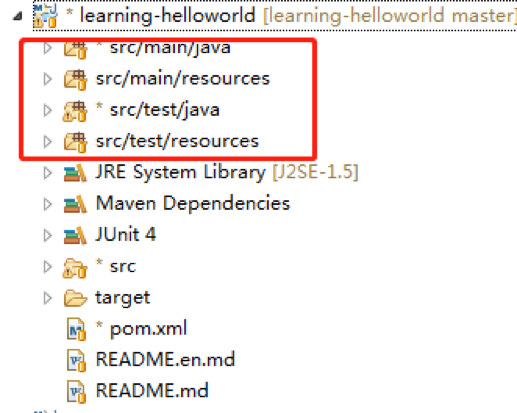 * learning-helloworld [learning-helloworld master]
* src/main/java
src/main/resources
* src/test/java
src/test/resources
JRE System Library [J2SE-1.5]
Maven Dependencies
JUnit 4
* src
target
* pom.xml
README.en.md
README.md